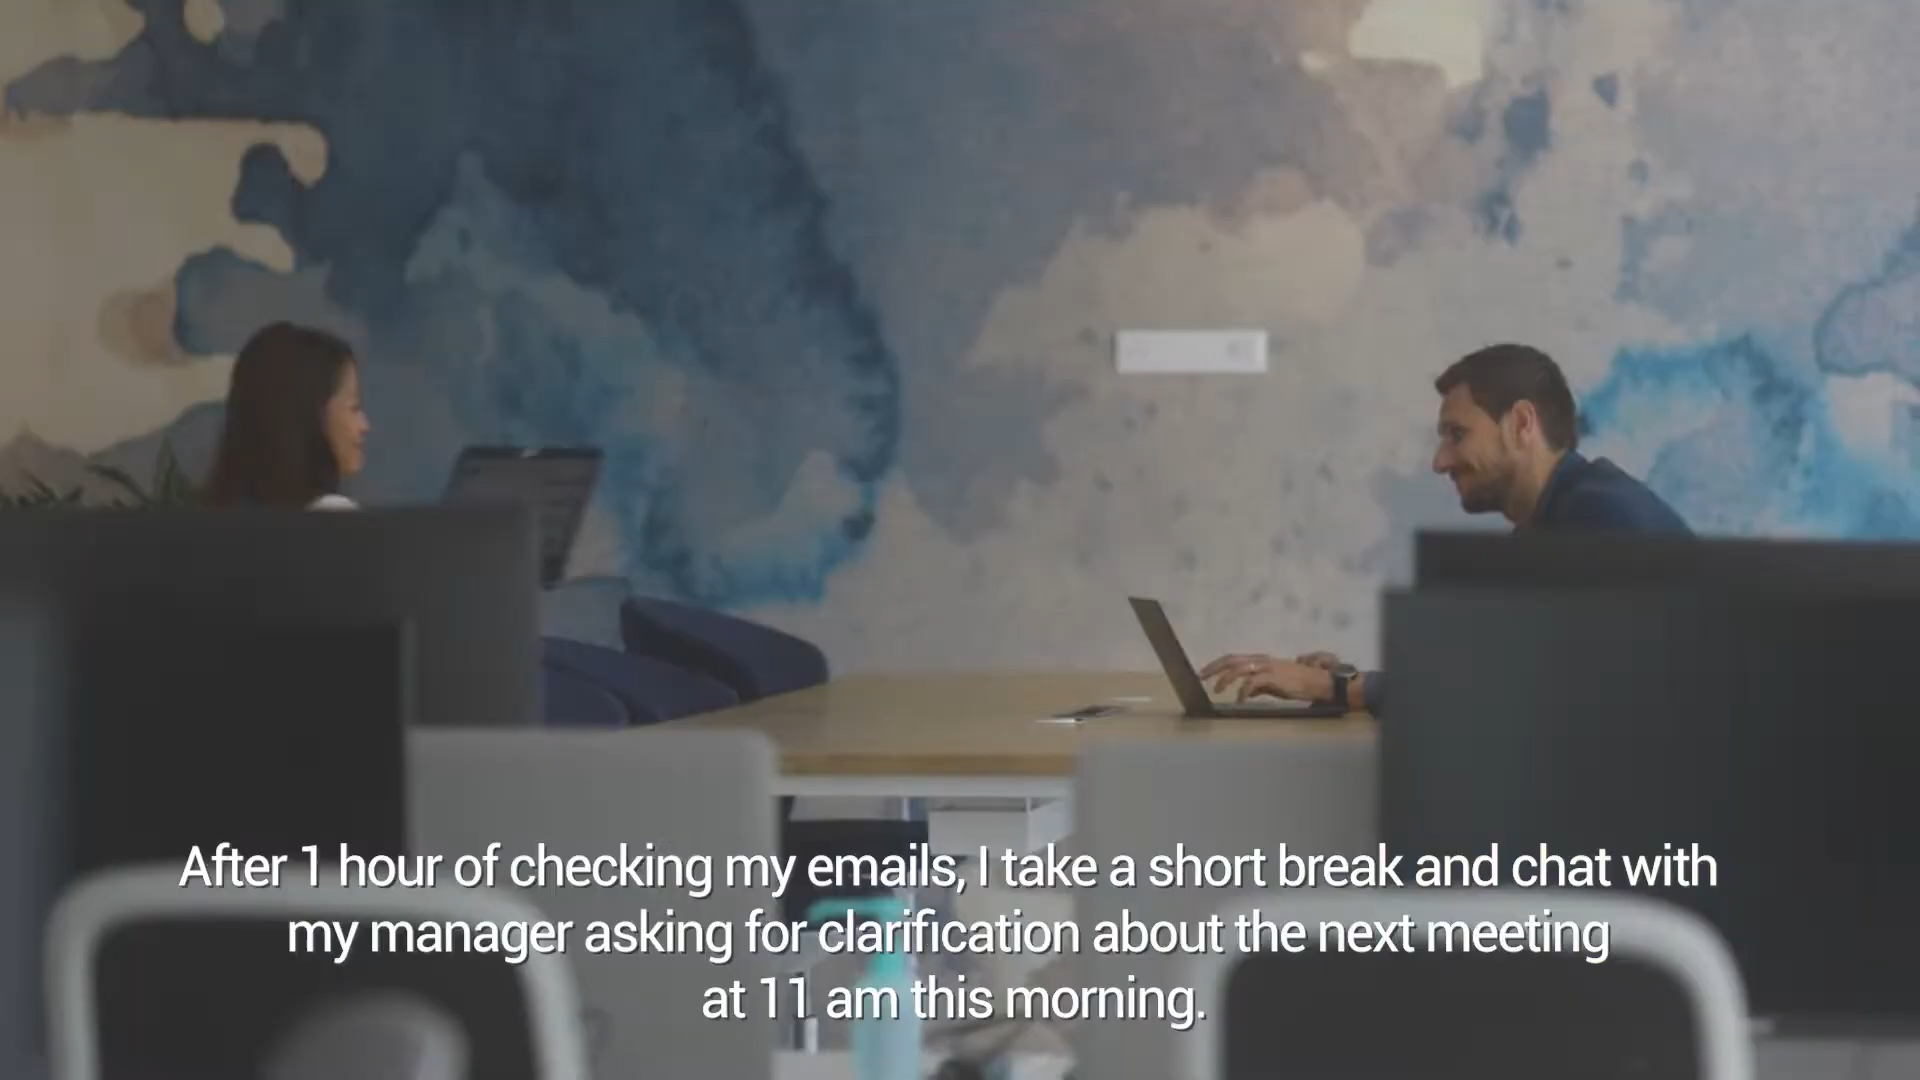 After 1 hour of checking my emails, I take a short break and chat with
my manager asking for clarification about the next meeting
at 11 am this morning.